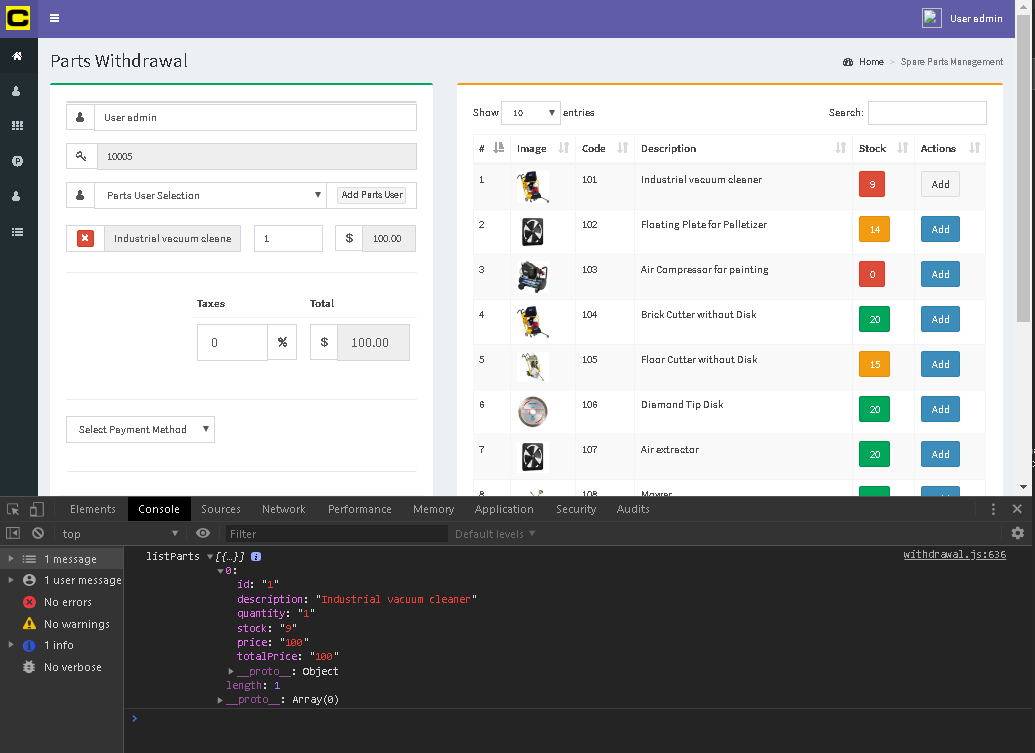 C
User admin
Parts Withdrawal
Home > Spare Parts Management
User admin
10005
Parts User Selection Add Parts User
Industrial vacuum cleane 1 $ 100.00
Taxes Total
0 % $ 100.00
Select Payment Method
Show 10 entries Search:
# Image Code Description Stock Actions
1 101 Industrial vacuum cleaner 9 Add
2 102 Floating Plate for Palletizer 14 Add
3 103 Air Compressor for painting 0 Add
4 104 Brick Cutter without Disk 20 Add
5 105 Floor Cutter without Disk 15 Add
6 106 Diamond Tip Disk 20 Add
7 107 Air extractor 20 Add
8 108 Mower Add
Elements Console Sources Network Performance Memory Application Security Audits
top Filter Default levels
1 message
1 user message
No errors
No warnings
1 info
No verbose
listParts [{…}] withdrawal.js:636
0:
id: "1"
description: "Industrial vacuum cleaner"
quantity: "1"
stock: "9"
price: "100"
totalPrice: "100"
__proto__: Object
length: 1
__proto__: Array(0)